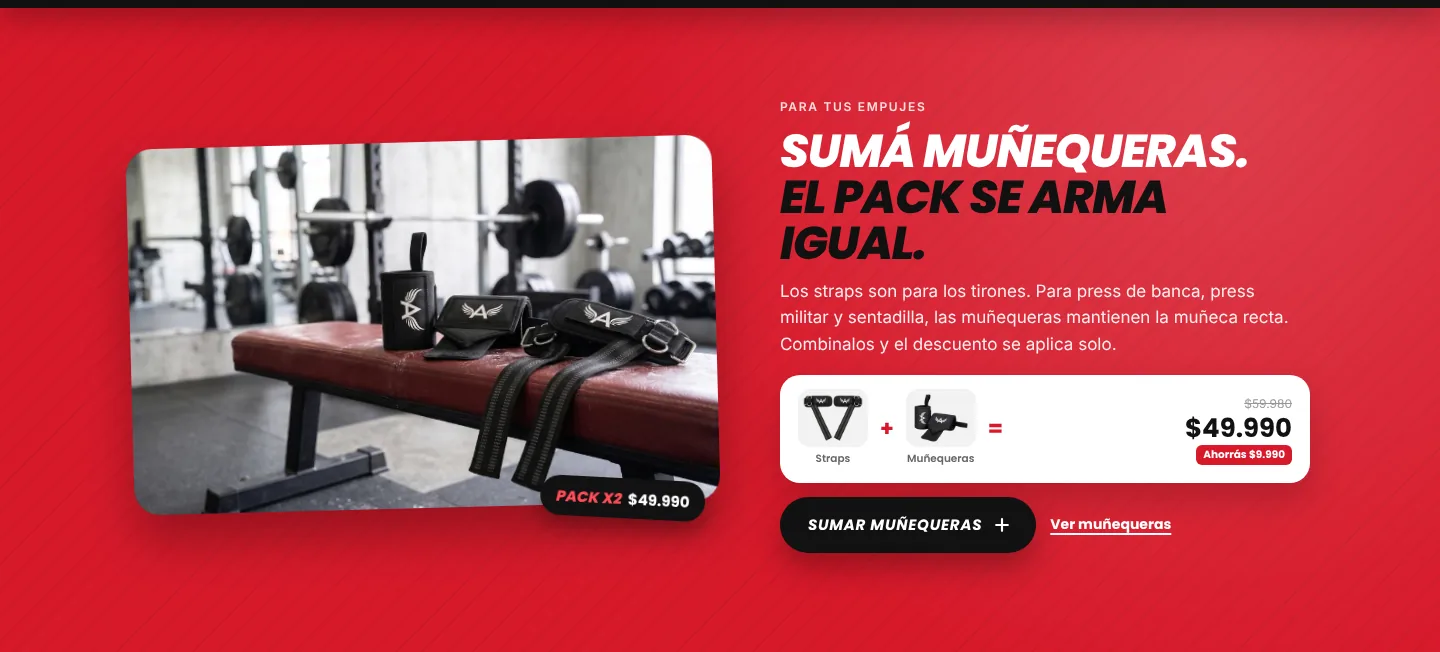 PARA TUS EMPUJES
SUMÁ MUÑEQUERAS.
EL PACK SE ARMA
IGUAL.
Los straps son para los tirones. Para press de banca, press
militar y sentadilla, las muñequeras mantienen la muñeca recta.
Combinalos y el descuento se aplica solo.
Straps
+
Muñequeras
=
$59.980
$49.990
Ahorrás $9.990
PACK X2 $49.990
SUMAR MUÑEQUERAS +
Ver muñequeras